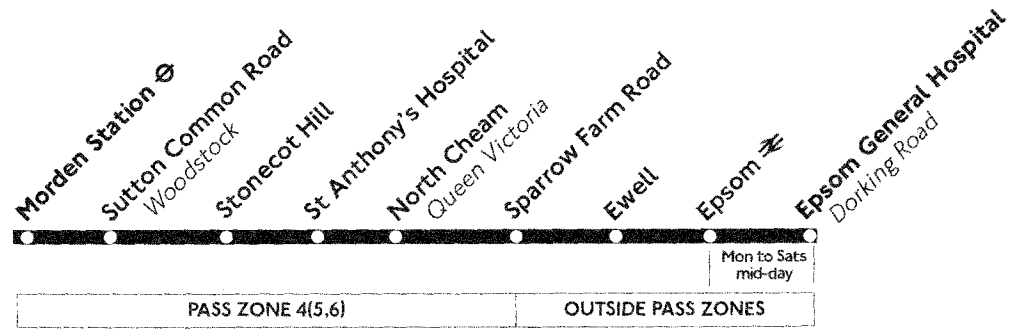 Morden Station
Sutton Common Road
Woodstock
Stonecot Hill
St Anthony's Hospital
North Cheam
Queen Victoria
Sparrow Farm Road
Ewell
Epsom
Epsom General Hospital
Dorking Road
Mon to Sats
mid-day
PASS ZONE 4(5,6)
OUTSIDE PASS ZONES